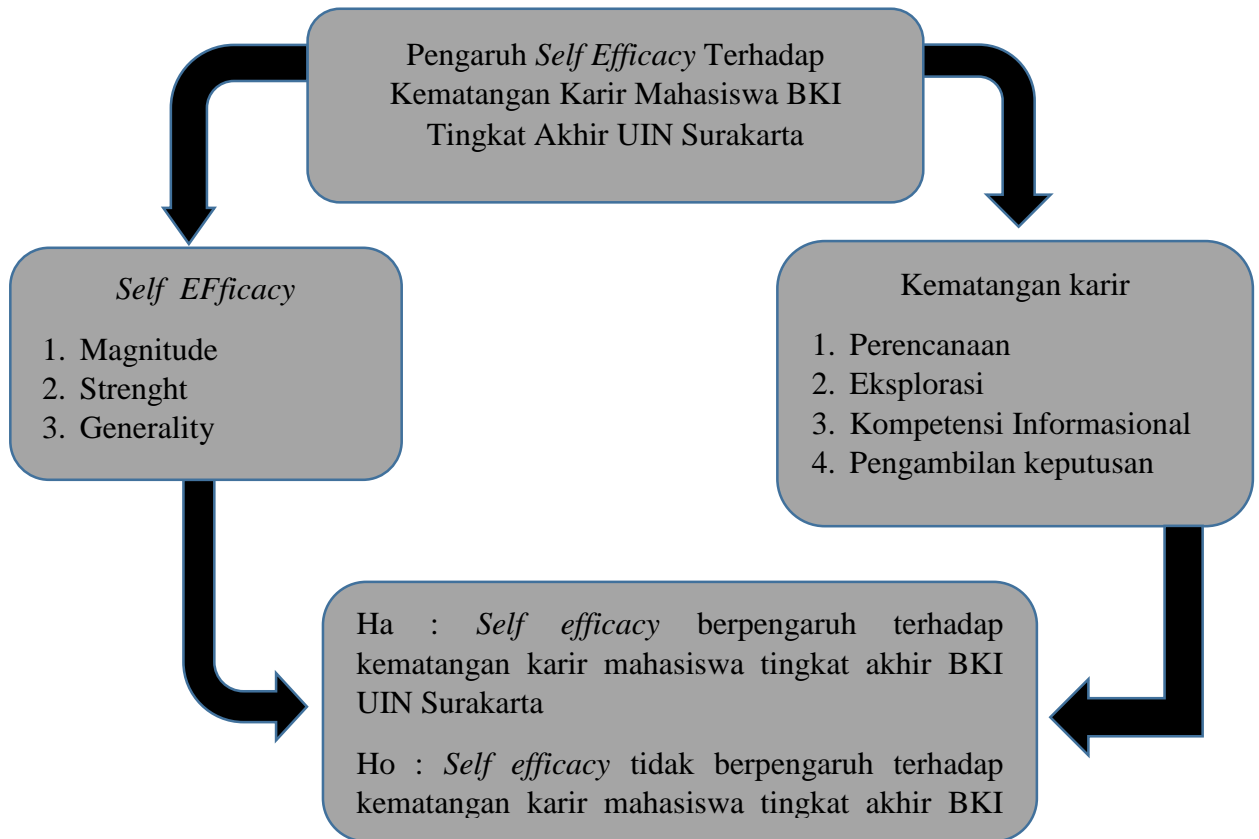 Pengaruh Self Efficacy Terhadap
Kematangan Karir Mahasiswa BKI
Tingkat Akhir UIN Surakarta
Self EFficacy
1. Magnitude
2. Strenght
3. Generality
Kematangan karir
1. Perencanaan
2. Eksplorasi
3. Kompetensi Informasional
4. Pengambilan keputusan
Ha : Self efficacy berpengaruh terhadap
kematangan karir mahasiswa tingkat akhir BKI
UIN Surakarta
Ho : Self efficacy tidak berpengaruh terhadap
kematangan karir mahasiswa tingkat akhir BKI